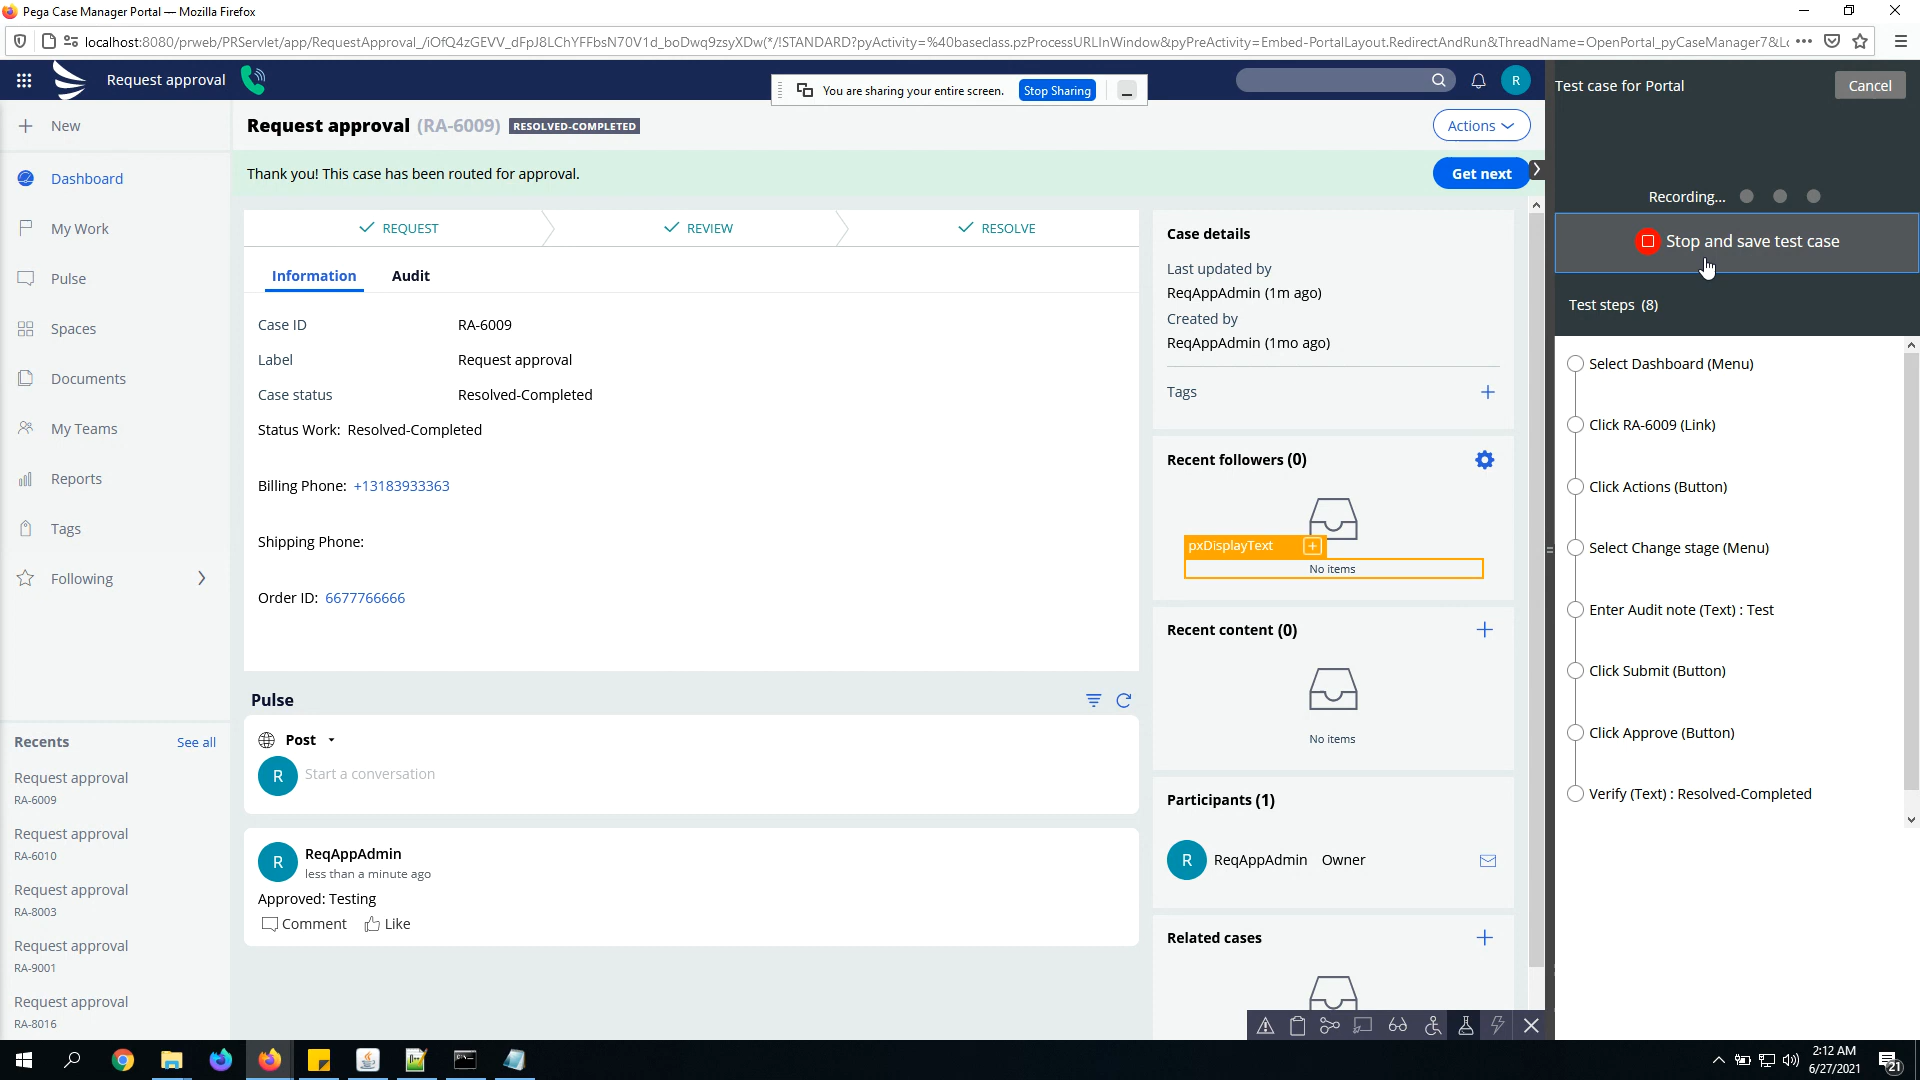 Pega Case Manager Portal — Mozilla Firefox
localhost:8080/prweb/PRServlet/app/RequestApproval_/iOfQ4zGEVV_dFpJ8LChYFFbsN70V1d_boDwq9zsyXDw(*/!STANDARD?pyActivity=%40baseclass.pzProcessURLInWindow&pyPreActivity=Embed-PortalLayout.RedirectAndRun&ThreadName=OpenPortal_pyCaseManager7&Lo
Request approval
You are sharing your entire screen. Stop Sharing
R
Test case for Portal
Cancel
New
Request approval (RA-6009) RESOLVED-COMPLETED
Actions
Thank you! This case has been routed for approval.
Get next
Dashboard
My Work
Pulse
Spaces
Documents
My Teams
Reports
Tags
Following
Recents See all
Request approval
RA-6009
Request approval
RA-6010
Request approval
RA-8003
Request approval
RA-9001
Request approval
RA-8016
REQUEST REVIEW RESOLVE
Information Audit
Case ID RA-6009
Label Request approval
Case status Resolved-Completed
Status Work: Resolved-Completed
Billing Phone: +13183933363
Shipping Phone:
Order ID: 6677766666
Pulse
Post
R Start a conversation
R ReqAppAdmin
less than a minute ago
Approved: Testing
Comment Like
Case details
Last updated by
ReqAppAdmin (1m ago)
Created by
ReqAppAdmin (1mo ago)
Tags
Recent followers (0)
pxDisplayText
No items
Recent content (0)
No items
Participants (1)
R ReqAppAdmin Owner
Related cases
Recording...
Stop and save test case
Test steps (8)
Select Dashboard (Menu)
Click RA-6009 (Link)
Click Actions (Button)
Select Change stage (Menu)
Enter Audit note (Text) : Test
Click Submit (Button)
Click Approve (Button)
Verify (Text) : Resolved-Completed
2:12 AM
6/27/2021
21